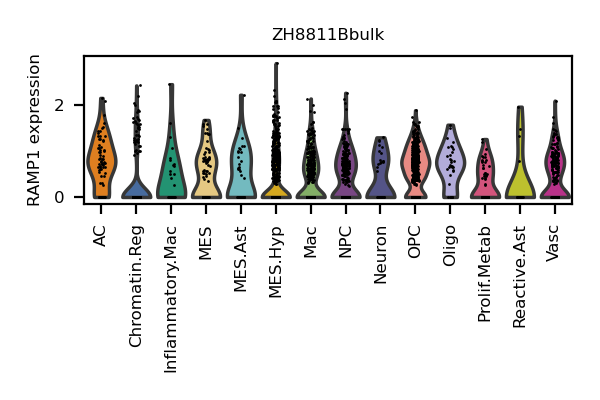 ZH8811Bbulk
RAMP1 expression
2
0
AC
Chromatin.Reg
Inflammatory.Mac
MES
MES.Ast
MES.Hyp
Mac
NPC
Neuron
OPC
Oligo
Prolif.Metab
Reactive.Ast
Vasc